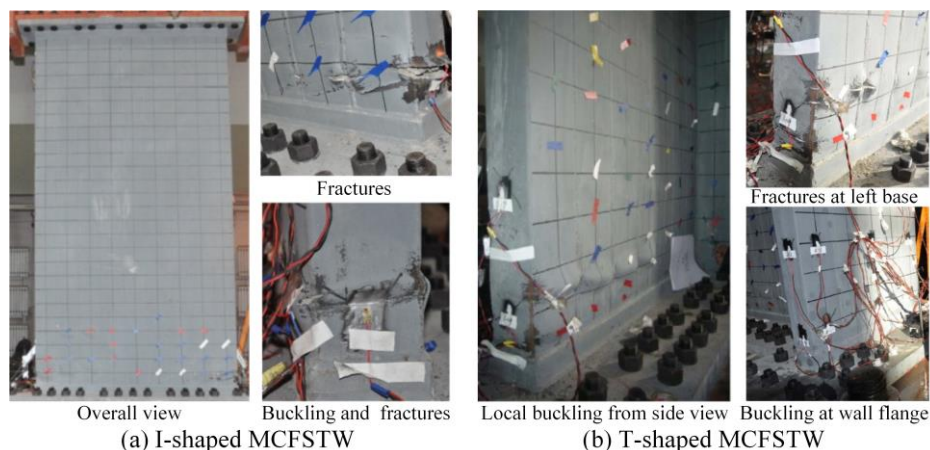 Fractures
Fractures at left base
Overall view
Buckling and fractures
Local buckling from side view
Buckling at wall flange
(a) I-shaped MCFSTW
(b) T-shaped MCFSTW